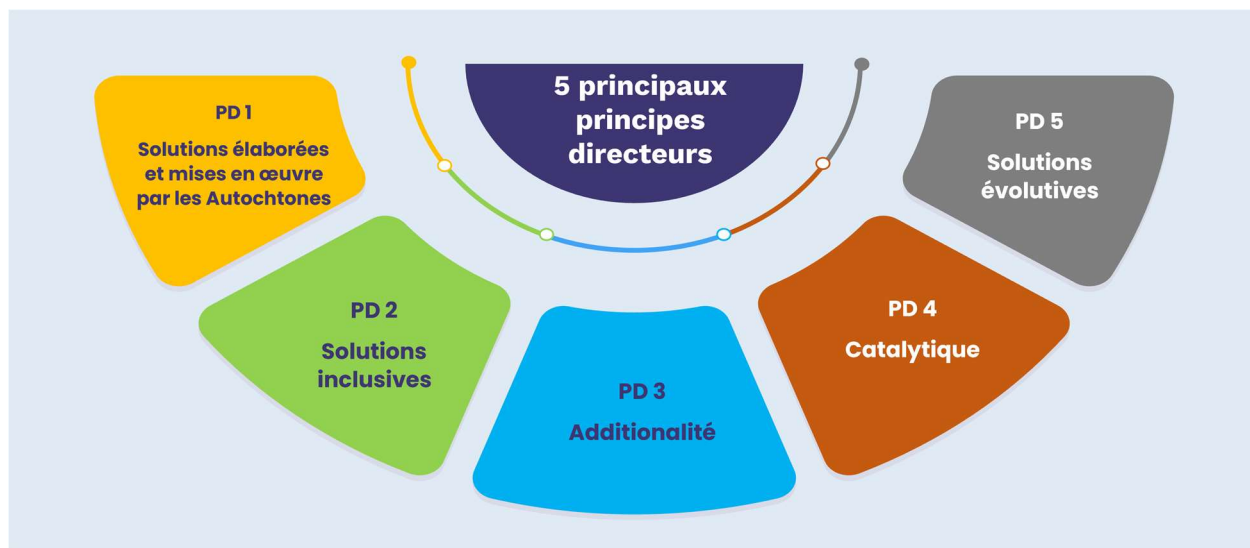 5 principaux
principes
directeurs
PD 1
Solutions élaborées
et mises en œuvre
par les Autochtones
PD 2
Solutions
inclusives
PD 3
Additionalité
PD 4
Catalytique
PD 5
Solutions
évolutives